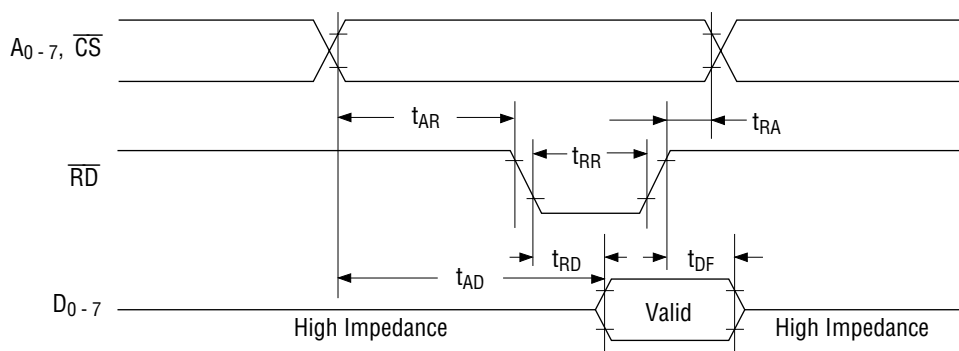 A0 - 7, CS
tAR
tRA
RD
tRR
tRD
tDF
tAD
D0 - 7
Valid
High Impedance
High Impedance